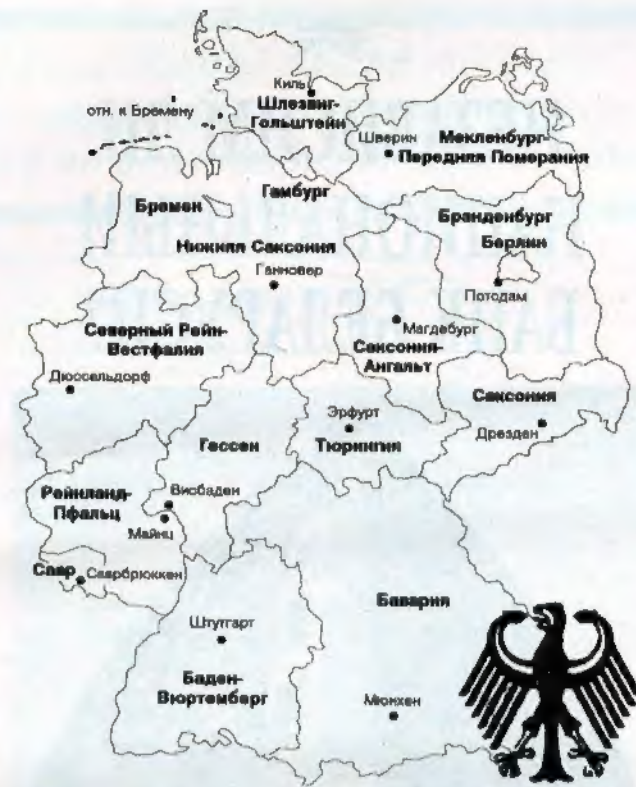 Киль
отн. к Бремену
Шлезвиг-
Гольштейн
Шверин
Мекленбург-
Передняя Померания
Гамбург
Бремен
Бранденбург
Берлин
Нижняя Саксония
Ганновер
Потсдам
Магдебург
Северный Рейн-
Вестфалия
Саксония-
Ангальт
Дюссельдорф
Саксония
Эрфурт
Дрезден
Гессен
Тюрингия
Рейнланд-
Пфальц
Висбаден
Майнц
Саар
Саарбрюккен
Бавария
Штутгарт
Баден-
Вюртемберг
Мюнхен